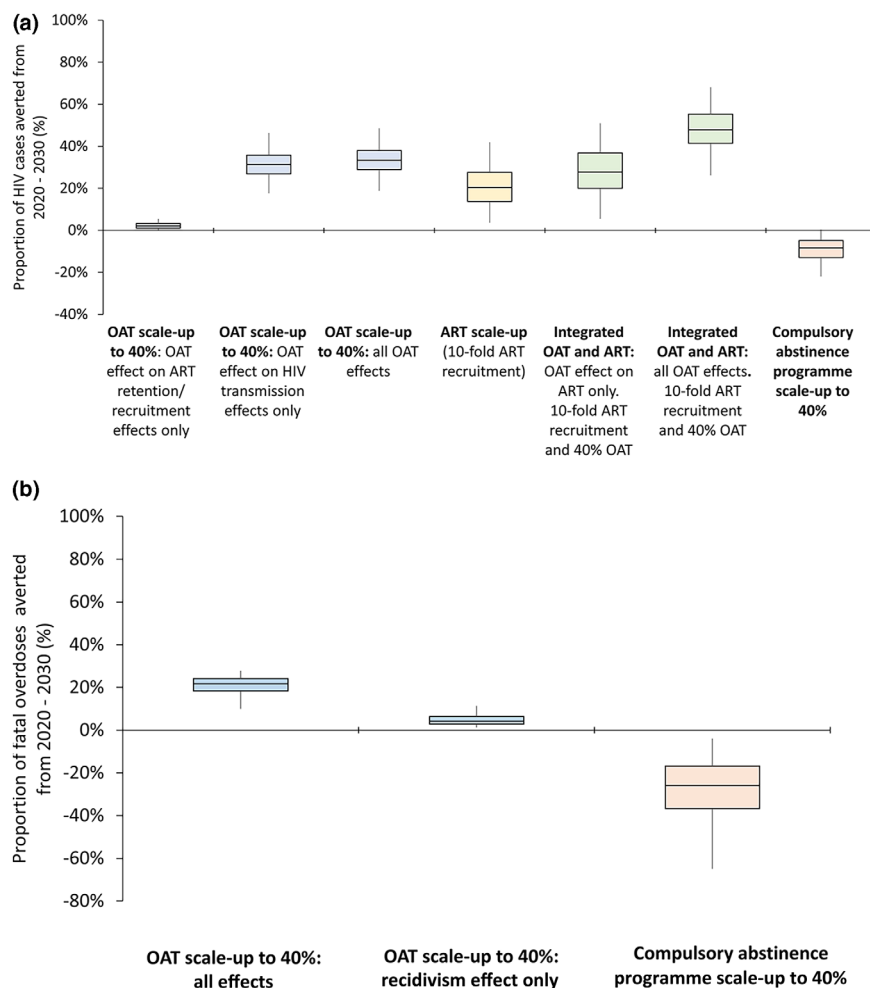 (a)
Proportion of HIV cases averted from
2020 - 2030 (%)
100%
80%
60%
40%
20%
0%
-20%
-40%
OAT scale-up
to 40%: OAT
effect on ART
retention/
recruitment
effects only
OAT scale-up
to 40%: OAT
effect on HIV
transmission
effects only
OAT scale-up
to 40%: all OAT
effects
ART scale-up
(10-fold ART
recruitment)
Integrated
OAT and ART:
OAT effect on
ART only.
10-fold ART
recruitment
and 40% OAT
Integrated
OAT and ART:
all OAT effects.
10-fold ART
recruitment
and 40% OAT
Compulsory
abstinence
programme
scale-up to
40%
(b)
Proportion of fatal overdoses averted
from 2020 - 2030 (%)
100%
80%
60%
40%
20%
0%
-20%
-40%
-60%
-80%
OAT scale-up to 40%:
all effects
OAT scale-up to 40%:
recidivism effect only
Compulsory abstinence
programme scale-up to 40%